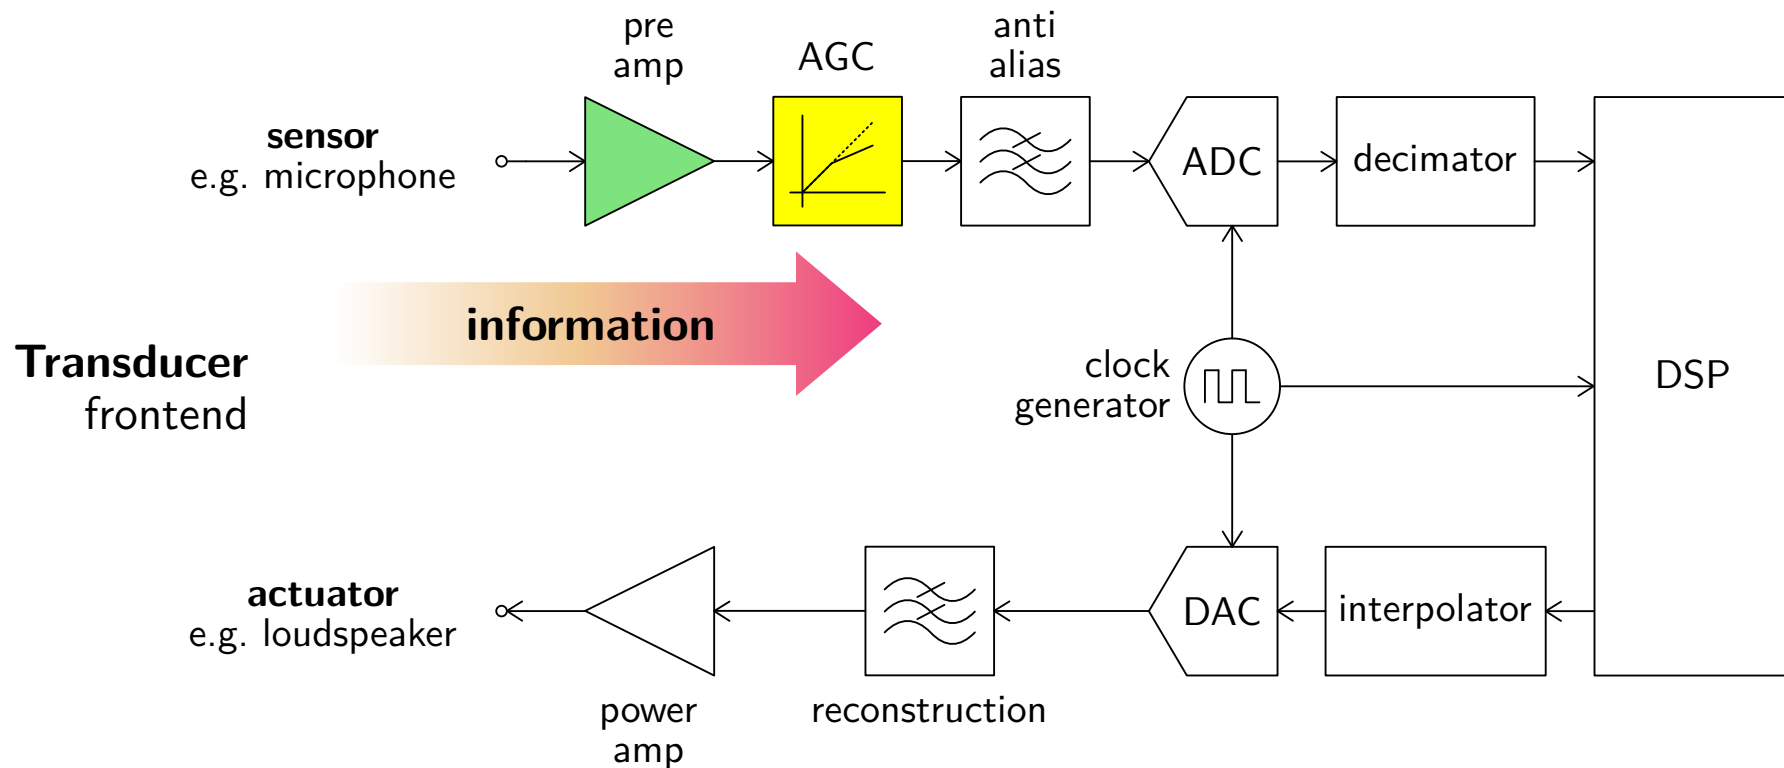 pre
amp
AGC
anti
alias
sensor
e.g. microphone
ADC
decimator
information
Transducer
frontend
clock
generator
DSP
actuator
e.g. loudspeaker
DAC
interpolator
power
amp
reconstruction